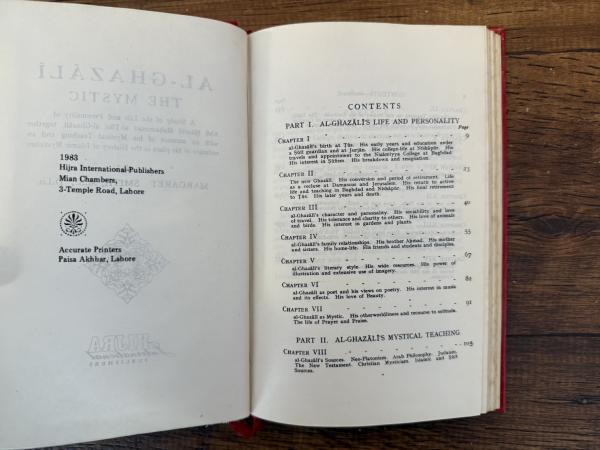 1983
Hijra International Publishers
Mian Chambers,
3-Temple Road, Lahore
Accurate Printers
Paisa Akhbar, Lahore
CONTENTS
PART I. AL-GHAZĀLĪ'S LIFE AND PERSONALITY
Page
CHAPTER I 9
al-Ghazālī's birth at Ṭūs. His early years and education under
a Ṣūfī guardian and at Jurjān. His college-life at Nīshāpūr. His
travels and appointment to the Niẓāmiyya College at Baghdad
His interest in Ṣūfism. His breakdown and resignation.
CHAPTER II 23
The new Ghazālī. His conversion and period of retirement. Life
as a recluse at Damascus and Jerusalem. His return to active
life and teaching in Baghdad and Nīshāpūr. His final retirement
to Ṭūs. His later years and death.
CHAPTER III 40
al-Ghazālī's character and personality. His sociability and love
of travel. His tolerance and charity to others. His love of animals
and birds. His interest in gardens and plants.
CHAPTER IV 55
al-Ghazālī's family relationships. His brother Aḥmad. His mother
and sisters. His home-life. His friends and students and disciples.
CHAPTER V 67
al-Ghazālī's literary style. His wide resources. His power of
illustration and extensive use of imagery.
CHAPTER VI 82
al-Ghazālī as poet and his views on poetry. His interest in music
and its effects. His love of Beauty.
CHAPTER VII 91
al-Ghazālī as Mystic. His otherworldliness and recourse to solitude.
The life of Prayer and Praise.
PART II. AL-GHAZĀLĪ'S MYSTICAL TEACHING
CHAPTER VIII 105
al-Ghazālī's Sources. Neo-Platonism. Arab Philosophy. Judaism.
The New Testament. Christian Mysticism. Islamic and Ṣūfī
Sources.